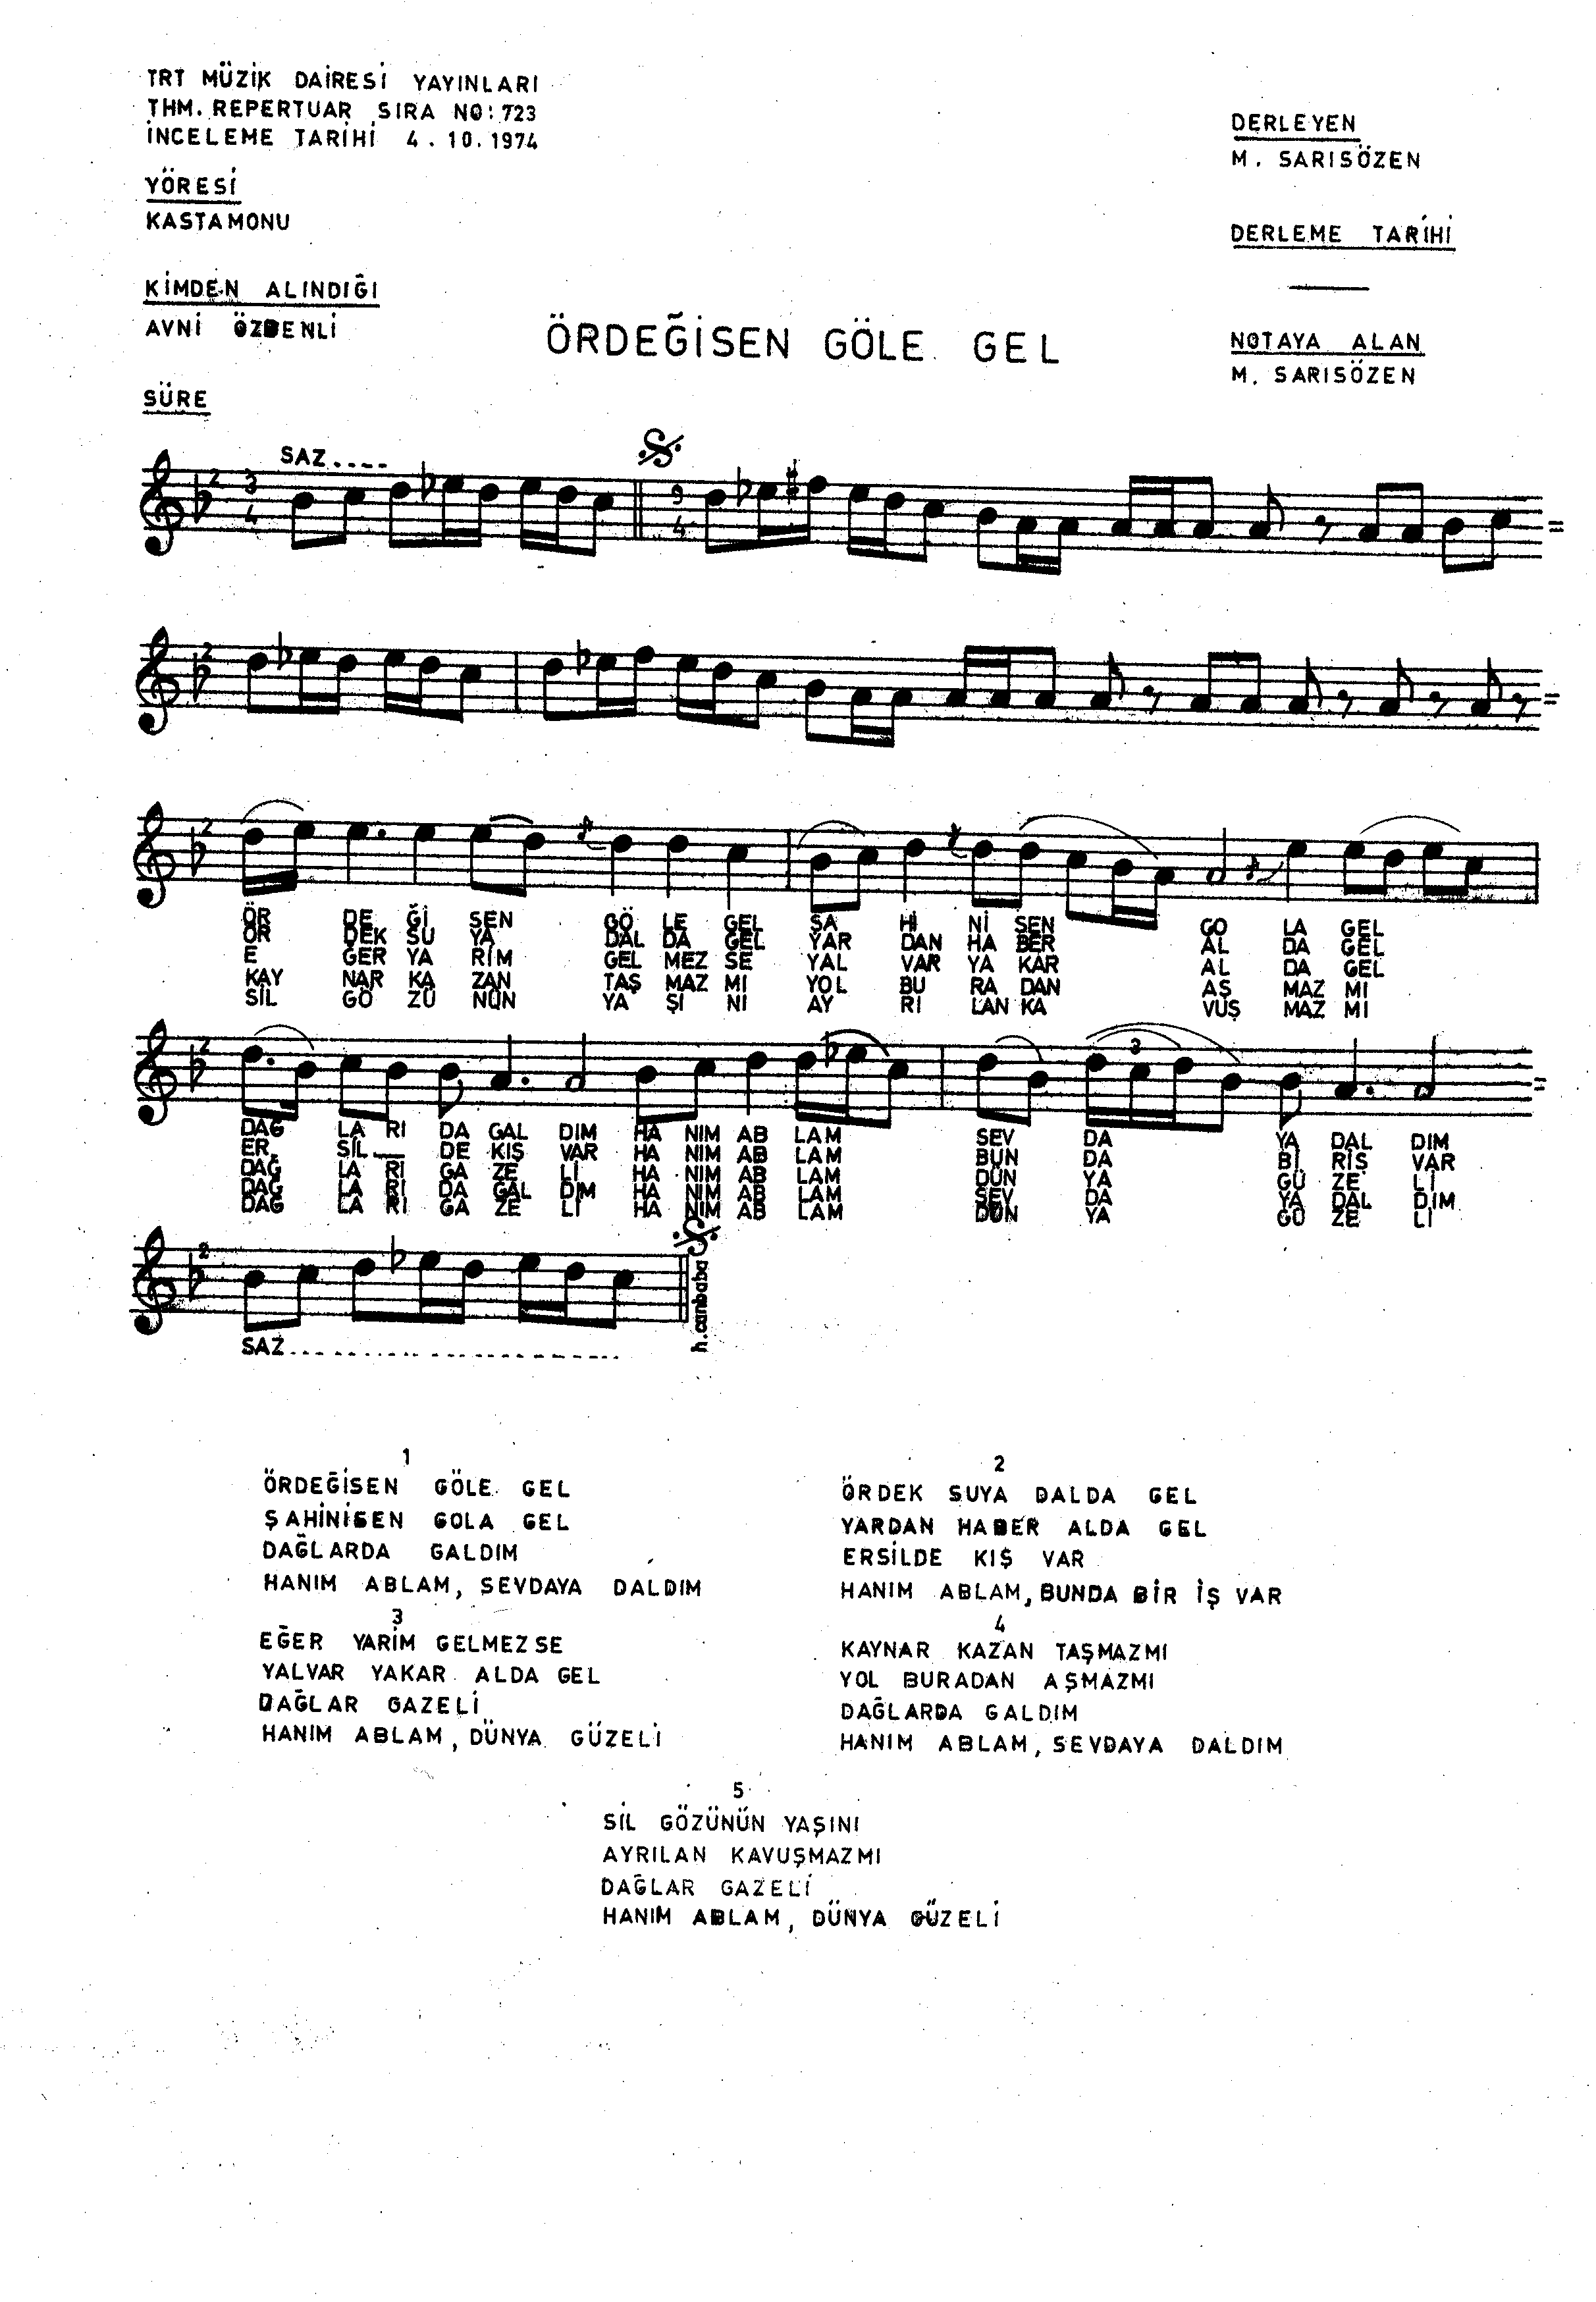 TRT MÜZİK DAİRESİ YAYINLARI
THM. REPERTUAR SIRA NO: 723
İNCELEME TARİHİ 4.10.1974
DERLEYEN
M. SARISÖZEN
YÖRESİ
KASTAMONU
DERLEME TARİHİ
KİMDEN ALINDIĞI
AVNİ ÖZBENLİ
ÖRDEĞİSEN GÖLE GEL
NOTAYA ALAN
M. SARISÖZEN
SÜRE
SAZ....
2 3 4
9 4
2
2
ÖR DE Ğİ SEN GÖ LE GEL ŞA Hİ Nİ SEN GO LA GEL
ÖR DEK SU YA DAL DA GEL YAR DAN HA BER AL DA GEL
E ĞER YA RİM GEL MEZ SE YAL VAR YA KAR AL DA GEL
KAY NAR KA ZAN TAŞ MAZ MI YOL BU RA DAN AŞ MAZ MI
SİL GÖ ZÜ NÜN YA ŞI NI AY RI LAN KA VUŞ MAZ MI
2
3
DAĞ LA RI DA GAL DIM HA NIM AB LAM SEV DA YA DAL DIM
ER SİL DE KIŞ VAR HA NIM AB LAM BUN DA Bİ RİŞ VAR
DAĞ LA RI GA ZE Lİ HA NIM AB LAM DÜN YA GÜ ZE Lİ
DAĞ LA RI DA GAL DIM HA NIM AB LAM SEV DA YA DAL DIM
DAĞ LA RI GA ZE Lİ HA NIM AB LAM DÜN YA GÜ ZE Lİ
2
h.canbaba
SAZ....
1
ÖRDEĞİSEN GÖLE GEL
ŞAHİNİSEN GOLA GEL
DAĞLARDA GALDIM
HANIM ABLAM, SEVDAYA DALDIM
2
ÖRDEK SUYA DALDA GEL
YARDAN HABER ALDA GEL
ERSİLDE KIŞ VAR
HANIM ABLAM, BUNDA BİR İŞ VAR
3
EĞER YARİM GELMEZSE
YALVAR YAKAR ALDA GEL
DAĞLAR GAZELİ
HANIM ABLAM, DÜNYA GÜZELİ
4
KAYNAR KAZAN TAŞMAZMI
YOL BURADAN AŞMAZMI
DAĞLARDA GALDIM
HANIM ABLAM, SEVDAYA DALDIM
5
SİL GÖZÜNÜN YAŞINI
AYRILAN KAVUŞMAZMI
DAĞLAR GAZELİ
HANIM ABLAM, DÜNYA GÜZELİ